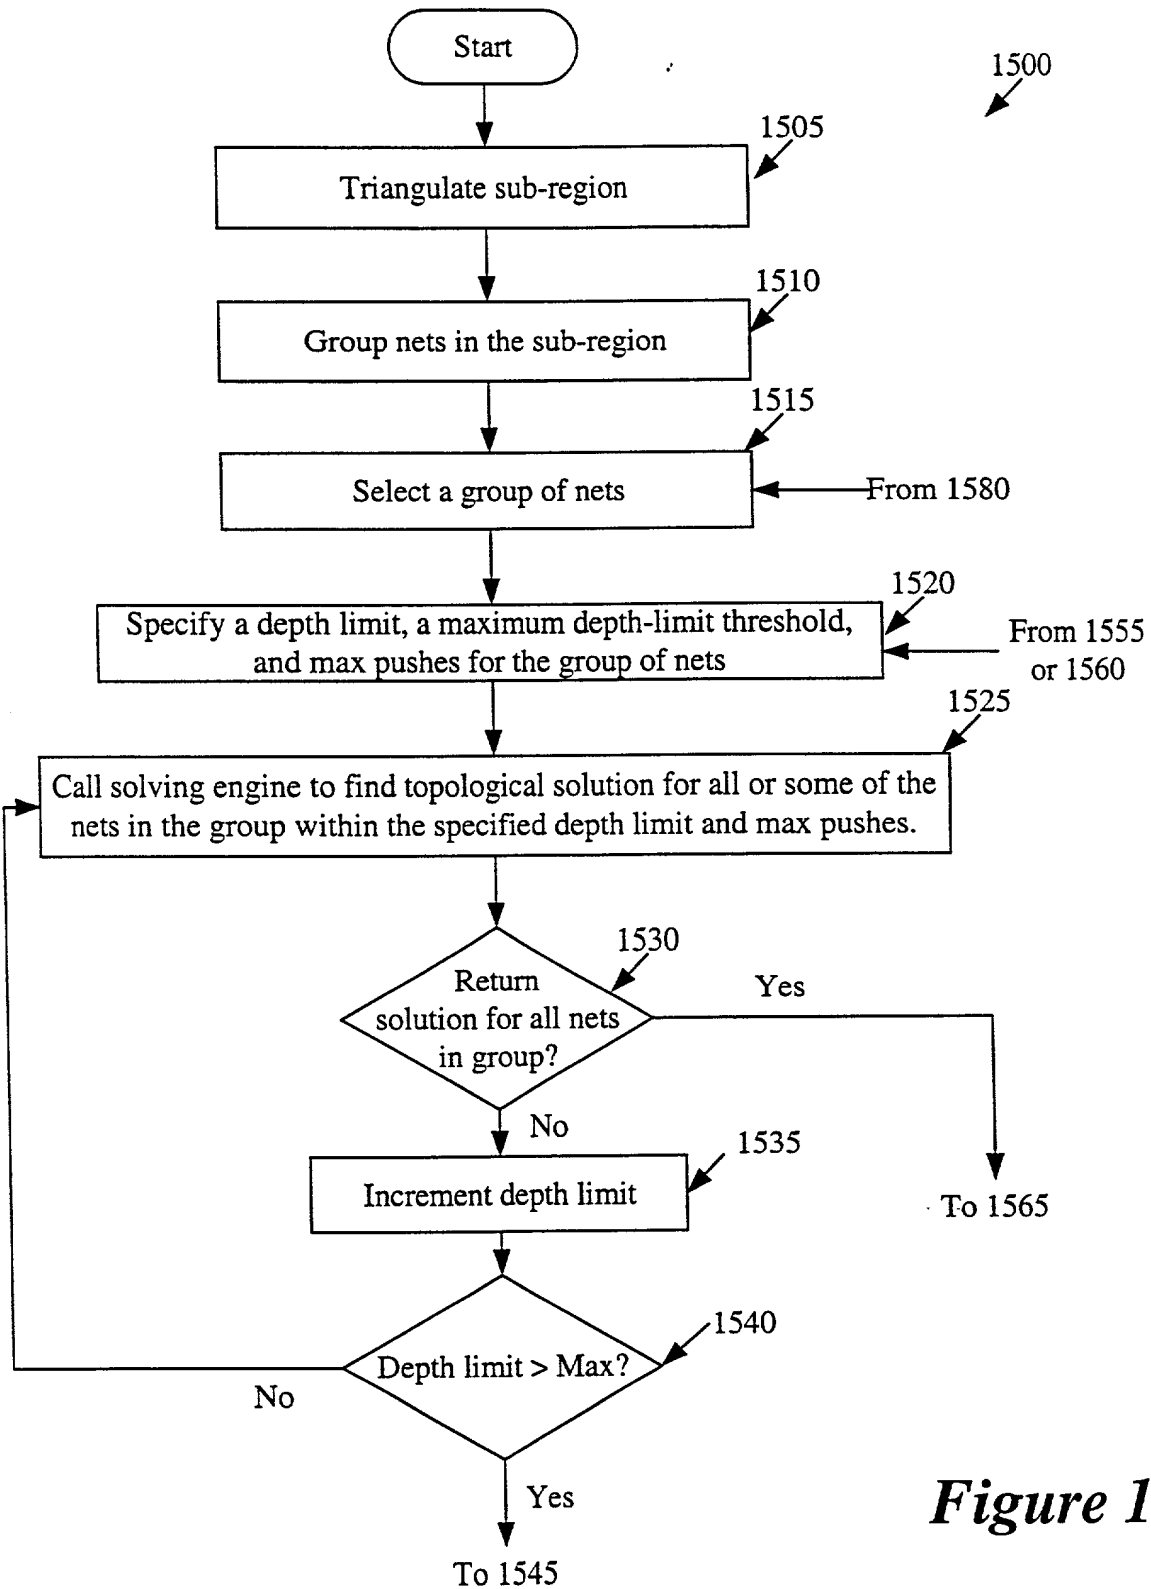 Start
1500
1505
Triangulate sub-region
1510
Group nets in the sub-region
1515
Select a group of nets
From 1580
1520
Specify a depth limit, a maximum depth-limit threshold,
and max pushes for the group of nets
From 1555
or 1560
1525
Call solving engine to find topological solution for all or some of the
nets in the group within the specified depth limit and max pushes.
1530
Return
solution for all nets
in group?
Yes
No
1535
Increment depth limit
To 1565
1540
Depth limit > Max?
No
Yes
To 1545
Figure 1